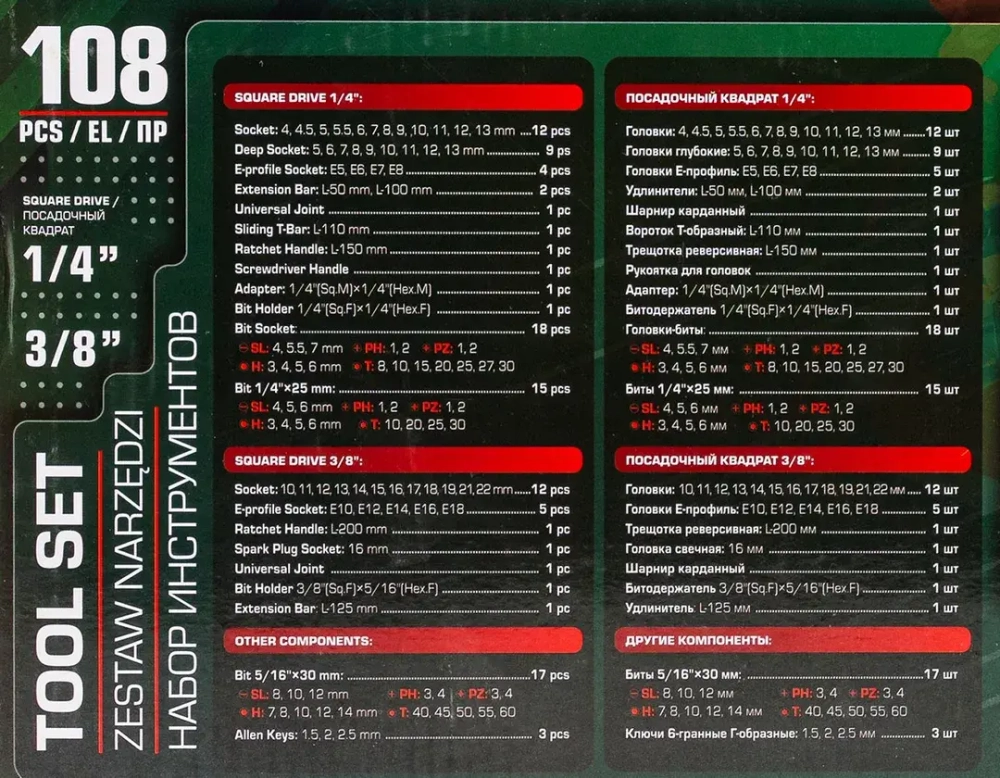 108
PCS / EL / ПР
SQUARE DRIVE /
ПОСАДОЧНЫЙ
КВАДРАТ
1/4”
3/8”
TOOL SET
ZESTAW NARZĘDZI
НАБОР ИНСТРУМЕНТОВ
SQUARE DRIVE 1/4":
Socket: 4, 4.5, 5, 5.5, 6, 7, 8, 9 ,10, 11, 12, 13 mm ....12 pcs
Deep Socket: 5, 6, 7, 8, 9, 10, 11, 12, 13 mm .... 9 ps
E-profile Socket: E5, E6, E7, E8 .... 4 pcs
Extension Bar: L-50 mm, L-100 mm .... 2 pcs
Universal Joint .... 1 pc
Sliding T-Bar: L-110 mm .... 1 pc
Ratchet Handle: L-150 mm .... 1 pc
Screwdriver Handle .... 1 pc
Adapter: 1/4"(Sq.M)×1/4"(Hex.M) .... 1 pc
Bit Holder 1/4"(Sq.F)×1/4"(Hex.F) .... 1 pc
Bit Socket: .... 18 pcs
SL: 4, 5.5, 7 mm PH: 1, 2 PZ: 1, 2
H: 3, 4, 5, 6 mm T: 8, 10, 15, 20, 25, 27, 30
Bit 1/4"×25 mm: .... 15 pcs
SL: 4, 5, 6 mm PH: 1, 2 PZ: 1, 2
H: 3, 4, 5, 6 mm T: 10, 20, 25, 30
SQUARE DRIVE 3/8":
Socket: 10, 11, 12, 13, 14, 15, 16, 17, 18, 19, 21, 22 mm .... 12 pcs
E-profile Socket: E10, E12, E14, E16, E18 .... 5 pcs
Ratchet Handle: L-200 mm .... 1 pc
Spark Plug Socket: 16 mm .... 1 pc
Universal Joint .... 1 pc
Bit Holder 3/8"(Sq.F)×5/16"(Hex.F) .... 1 pc
Extension Bar: L-125 mm .... 1 pc
OTHER COMPONENTS:
Bit 5/16"×30 mm: .... 17 pcs
SL: 8, 10, 12 mm PH: 3, 4 PZ: 3, 4
H: 7, 8, 10, 12, 14 mm T: 40, 45, 50, 55, 60
Allen Keys: 1.5, 2, 2.5 mm .... 3 pcs
ПОСАДОЧНЫЙ КВАДРАТ 1/4":
Головки: 4, 4.5, 5, 5.5, 6, 7, 8, 9, 10, 11, 12, 13 мм .... 12 шт
Головки глубокие: 5, 6, 7, 8, 9, 10, 11, 12, 13 мм .... 9 шт
Головки Е-профиль: E5, E6, E7, E8 .... 5 шт
Удлинители: L-50 мм, L-100 мм .... 2 шт
Шарнир карданный .... 1 шт
Вороток Т-образный: L-110 мм .... 1 шт
Трещотка реверсивная: L-150 мм .... 1 шт
Рукоятка для головок .... 1 шт
Адаптер: 1/4"(Sq.M)×1/4"(Hex.M) .... 1 шт
Битодержатель 1/4"(Sq.F)×1/4"(Hex.F) .... 1 шт
Головки-биты: .... 18 шт
SL: 4, 5.5, 7 мм PH: 1, 2 PZ: 1, 2
H: 3, 4, 5, 6 мм T: 8, 10, 15, 20, 25, 27, 30
Биты 1/4"×25 мм: .... 15 шт
SL: 4, 5, 6 мм PH: 1, 2 PZ: 1, 2
H: 3, 4, 5, 6 мм T: 10, 20, 25, 30
ПОСАДОЧНЫЙ КВАДРАТ 3/8":
Головки: 10, 11, 12, 13, 14, 15, 16, 17, 18, 19, 21, 22 мм .... 12 шт
Головки Е-профиль: E10, E12, E14, E16, E18 .... 5 шт
Трещотка реверсивная: L-200 мм .... 1 шт
Головка свечная: 16 мм .... 1 шт
Шарнир карданный .... 1 шт
Битодержатель 3/8"(Sq.F)×5/16"(Hex.F) .... 1 шт
Удлинитель: L-125 мм .... 1 шт
ДРУГИЕ КОМПОНЕНТЫ:
Биты 5/16"×30 мм: .... 17 шт
SL: 8, 10, 12 мм PH: 3, 4 PZ: 3, 4
H: 7, 8, 10, 12, 14 мм T: 40, 45, 50, 55, 60
Ключи 6-гранные Г-образные: 1.5, 2, 2.5 мм .... 3 шт